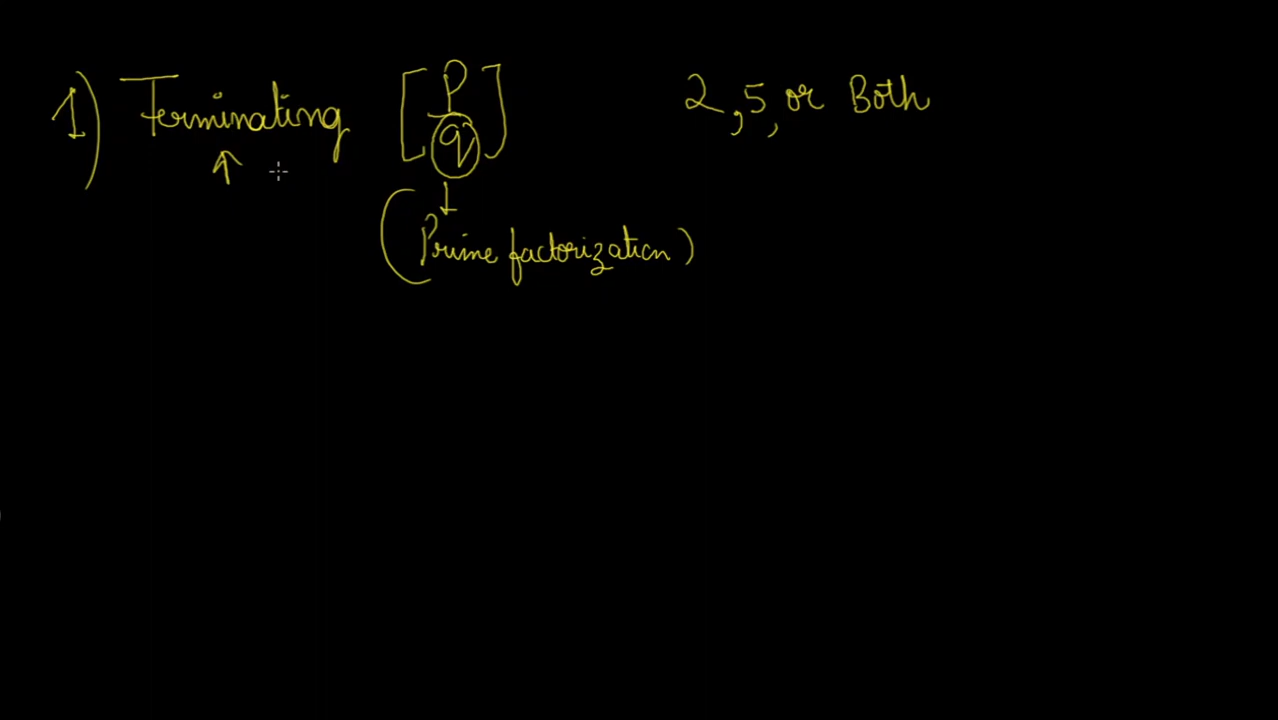 1) Terminating [P/q] 2, 5, or Both
(Prime factorization)